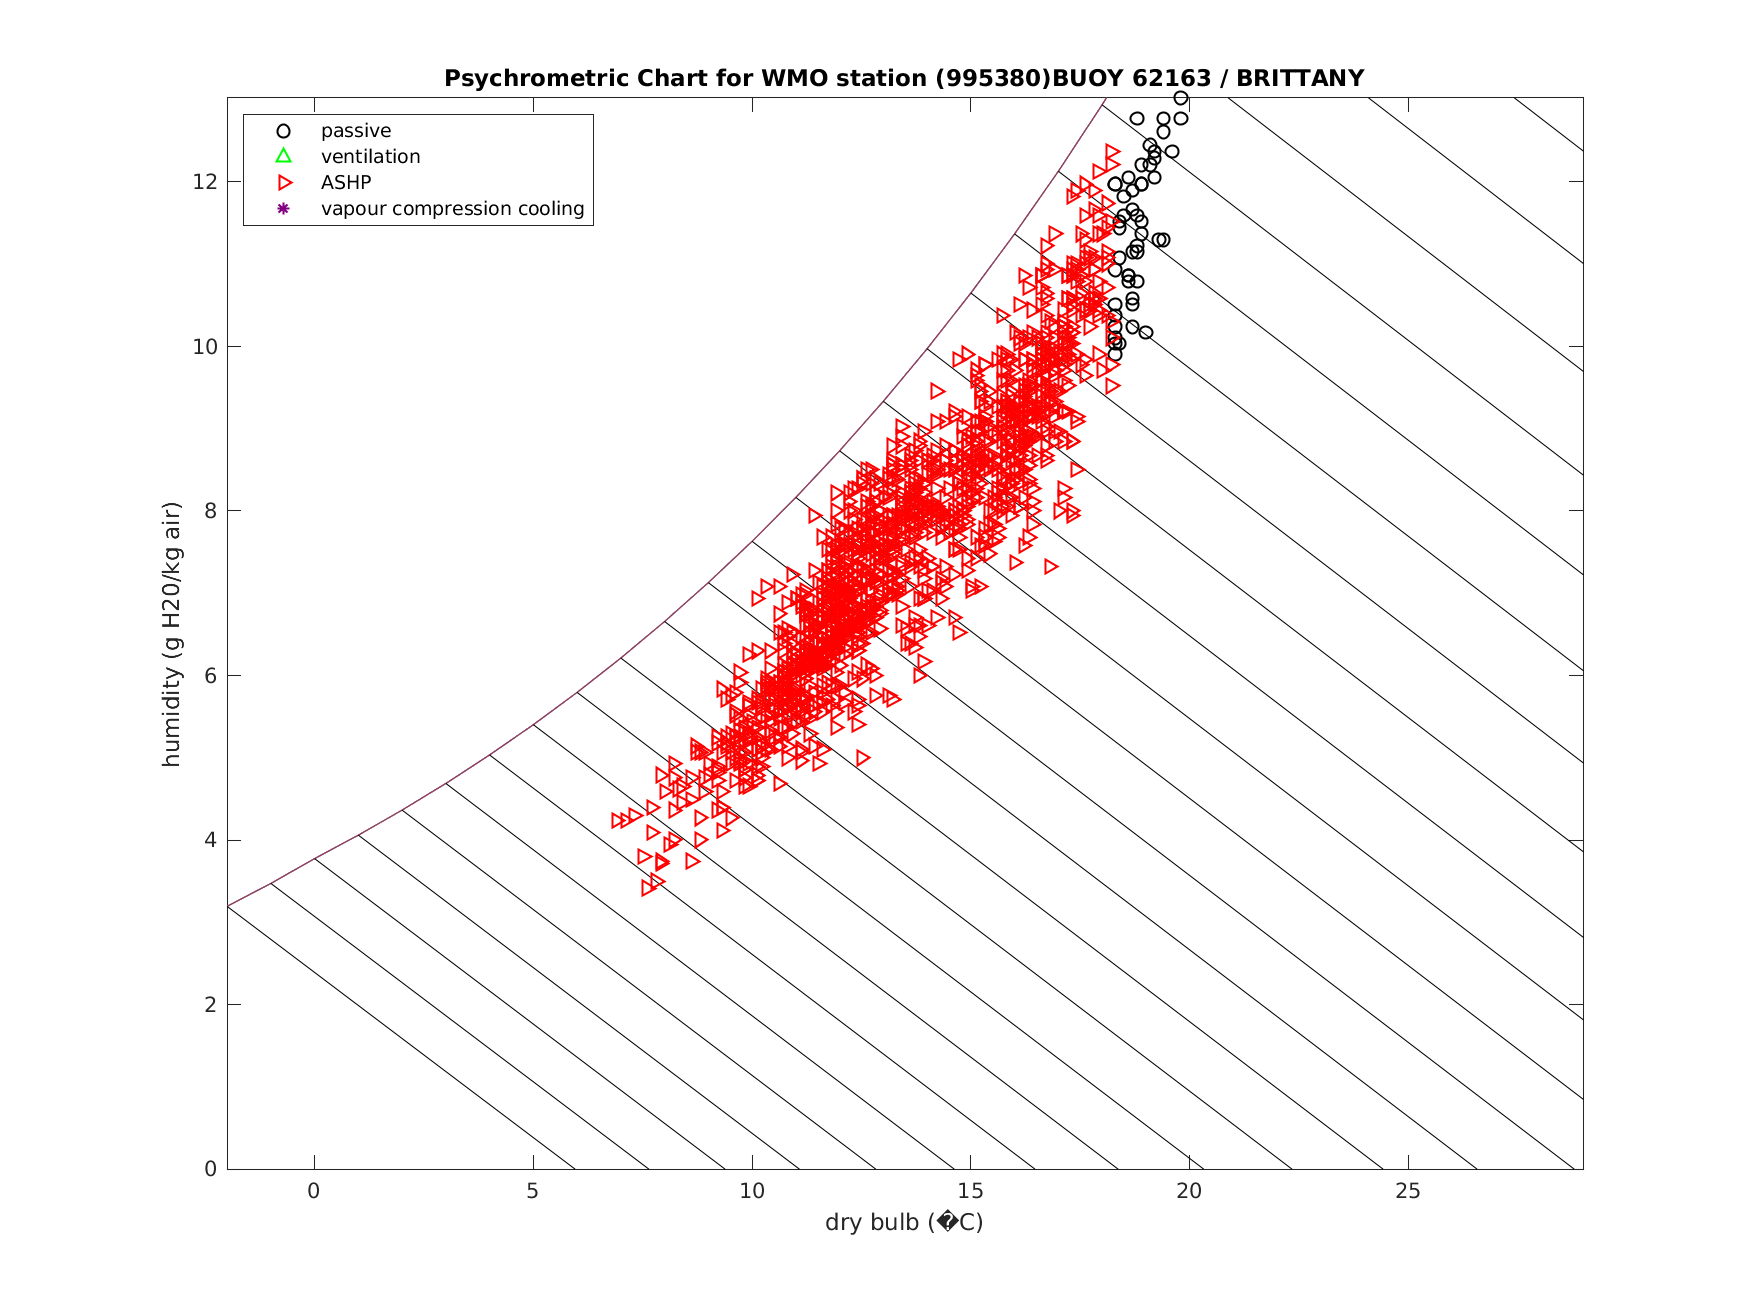 Psychrometric Chart for WMO station (995380)BUOY 62163 / BRITTANY
passive
ventilation
ASHP
vapour compression cooling
humidity (g H20/kg air)
12
10
8
6
4
2
0
0 5 10 15 20 25
dry bulb (�C)